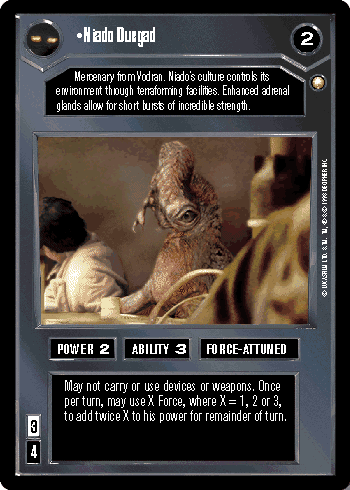 •Niado Duegad
2
Mercenary from Vodran. Niado's culture controls its
environment through terraforming facilities. Enhanced adrenal
glands allow for short bursts of incredible strength.
POWER 2
ABILITY 3
FORCE-ATTUNED
May not carry or use devices or weapons. Once
per turn, may use X Force, where X = 1, 2 or 3,
to add twice X to his power for remainder of turn.
3
4